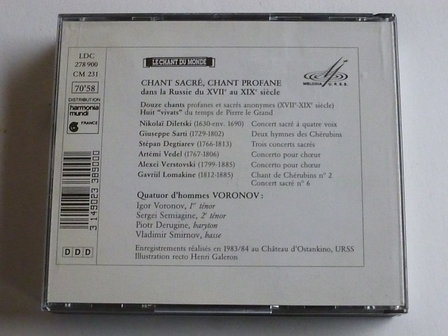 LDC
278 900
CM 231
70'58
DISTRIBUTION
harmonia
mundi
FRANCE
3 149023 389000
D D D
LE CHANT DU MONDE
MELODIA U.R.S.S.
CHANT SACRÉ, CHANT PROFANE
dans la Russie du XVIIe au XIXe siècle
Douze chants profanes et sacrés anonymes (XVIIe-XIXe siècle)
Huit "vivats" du temps de Pierre le Grand
Nikolaï Diletski (1630-env. 1690) Concert sacré à quatre voix
Giuseppe Sarti (1729-1802) Deux hymnes des Chérubins
Stépan Degtiarev (1766-1813) Trois concerts sacrés
Artémi Vedel (1767-1806) Concerto pour chœur
Alexeï Verstovski (1799-1885) Concerto pour chœur
Gavriil Lomakine (1812-1885) Chant de Chérubins n° 2
Concert sacré n° 6
Quatuor d'hommes VORONOV :
Igor Voronov, 1er ténor
Sergei Semiagine, 2e ténor
Piotr Derugine, baryton
Vladimir Smirnov, basse
Enregistrements réalisés en 1983/84 au Château d'Ostankino, URSS
Illustration recto Henri Galeron